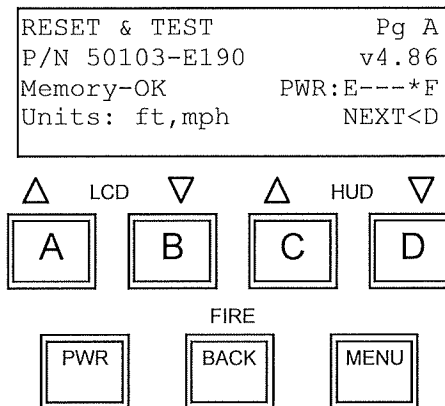 RESET & TEST Pg A
P/N 50103-E190 v4.86
Memory-OK PWR:E---*F
Units: ft,mph NEXT<D
△ LCD ▽ △ HUD ▽
A B C D
FIRE
PWR BACK MENU